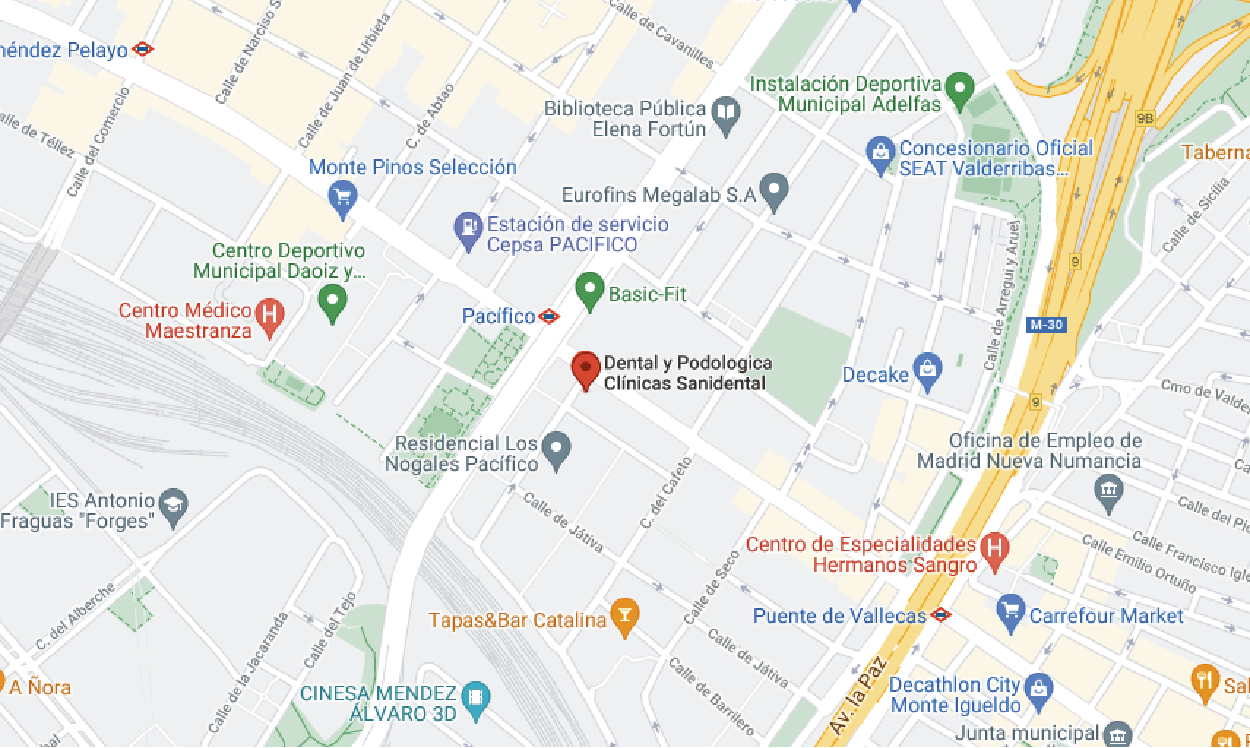 Calle de Cavanilles
Instalación Deportiva
Municipal Adelfas
Biblioteca Pública
Elena Fortún
Concesionario Oficial
SEAT Valderribas...
9B
Taberna
éndez Pelayo
Calle de Narciso S
Calle de Juan de Urbieta
C. de Abtao
Calle del Comercio
alle de Téllez
Monte Pinos Selección
Eurofins Megalab S.A
Estación de servicio
Cepsa PACIFICO
Calle de Sicilia
Centro Deportivo
Municipal Daoiz y...
9
Basic-Fit
Centro Médico
Maestranza
Pacífico
Calle de Arregui y Aruej
M-30
Dental y Podologica
Clínicas Sanidental
Decake
Cmo de Valde
9
Residencial Los
Nogales Pacífico
Oficina de Empleo de
Madrid Nueva Numancia
IES Antonio
Fraguas "Forges"
Calle de Játiva
C. del Cafeto
Calle del Pic
Calle Francisco Igle
Calle Emilio Ortuño
Centro de Especialidades
Hermanos Sangro
Calle de Seco
C. del Alberche
Calle del Tejo
Calle de la Jacaranda
Tapas&Bar Catalina
Puente de Vallecas
Carrefour Market
Calle de Játiva
Calle de Barrilero
A Ñora
CINESA MENDEZ
ÁLVARO 3D
Av. la Paz
Decathlon City
Monte Igueldo
Sal
Junta municipal